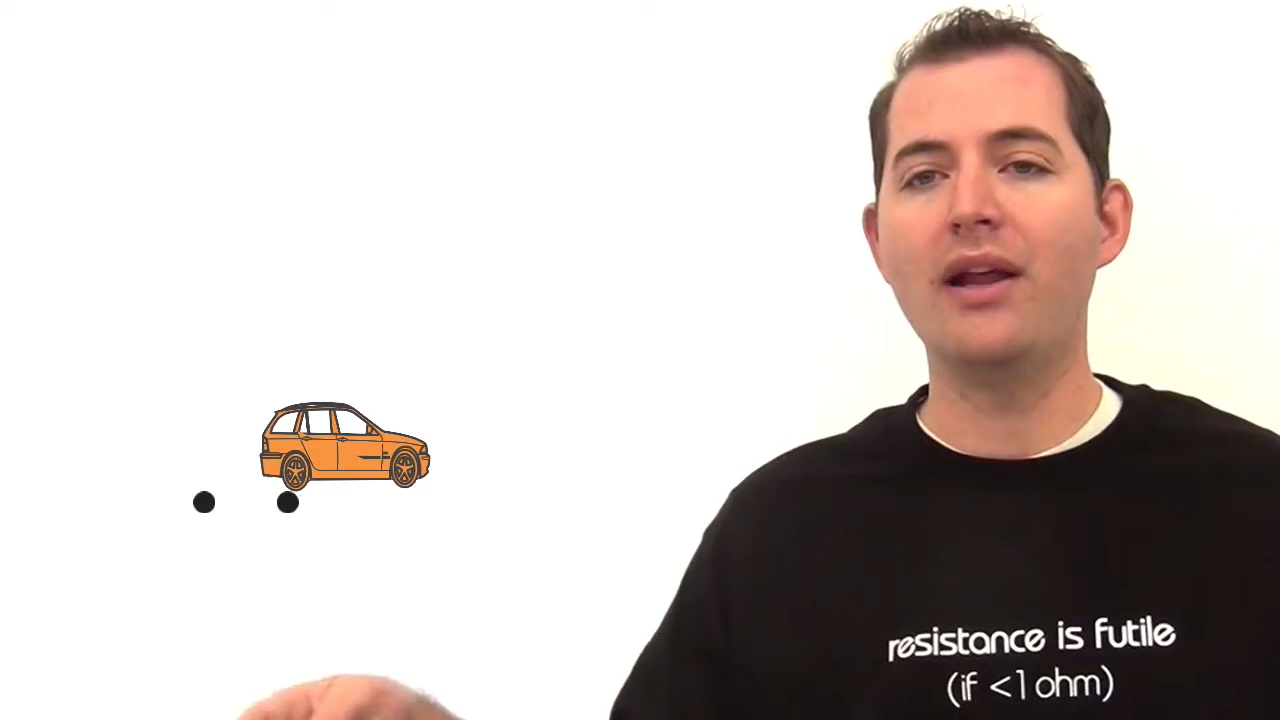 resistance is futile
(if <1 ohm)